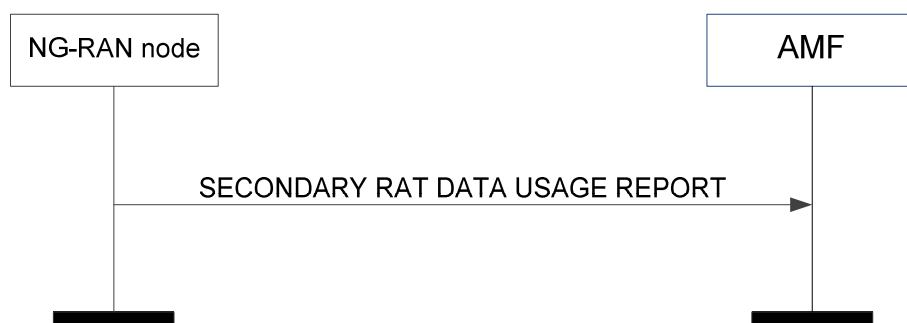 NG-RAN node
AMF
SECONDARY RAT DATA USAGE REPORT